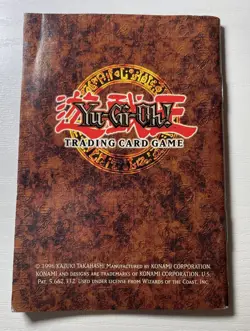 遊戯王
Yu-Gi-Oh!
TRADING CARD GAME
© 1996 KAZUKI TAKAHASHI MANUFACTURED BY KONAMI CORPORATION.
KONAMI AND DESIGNS ARE TRADEMARKS OF KONAMI CORPORATION, U.S.
PAT. 5,662,332. USED UNDER LICENSE FROM WIZARDS OF THE COAST, INC.